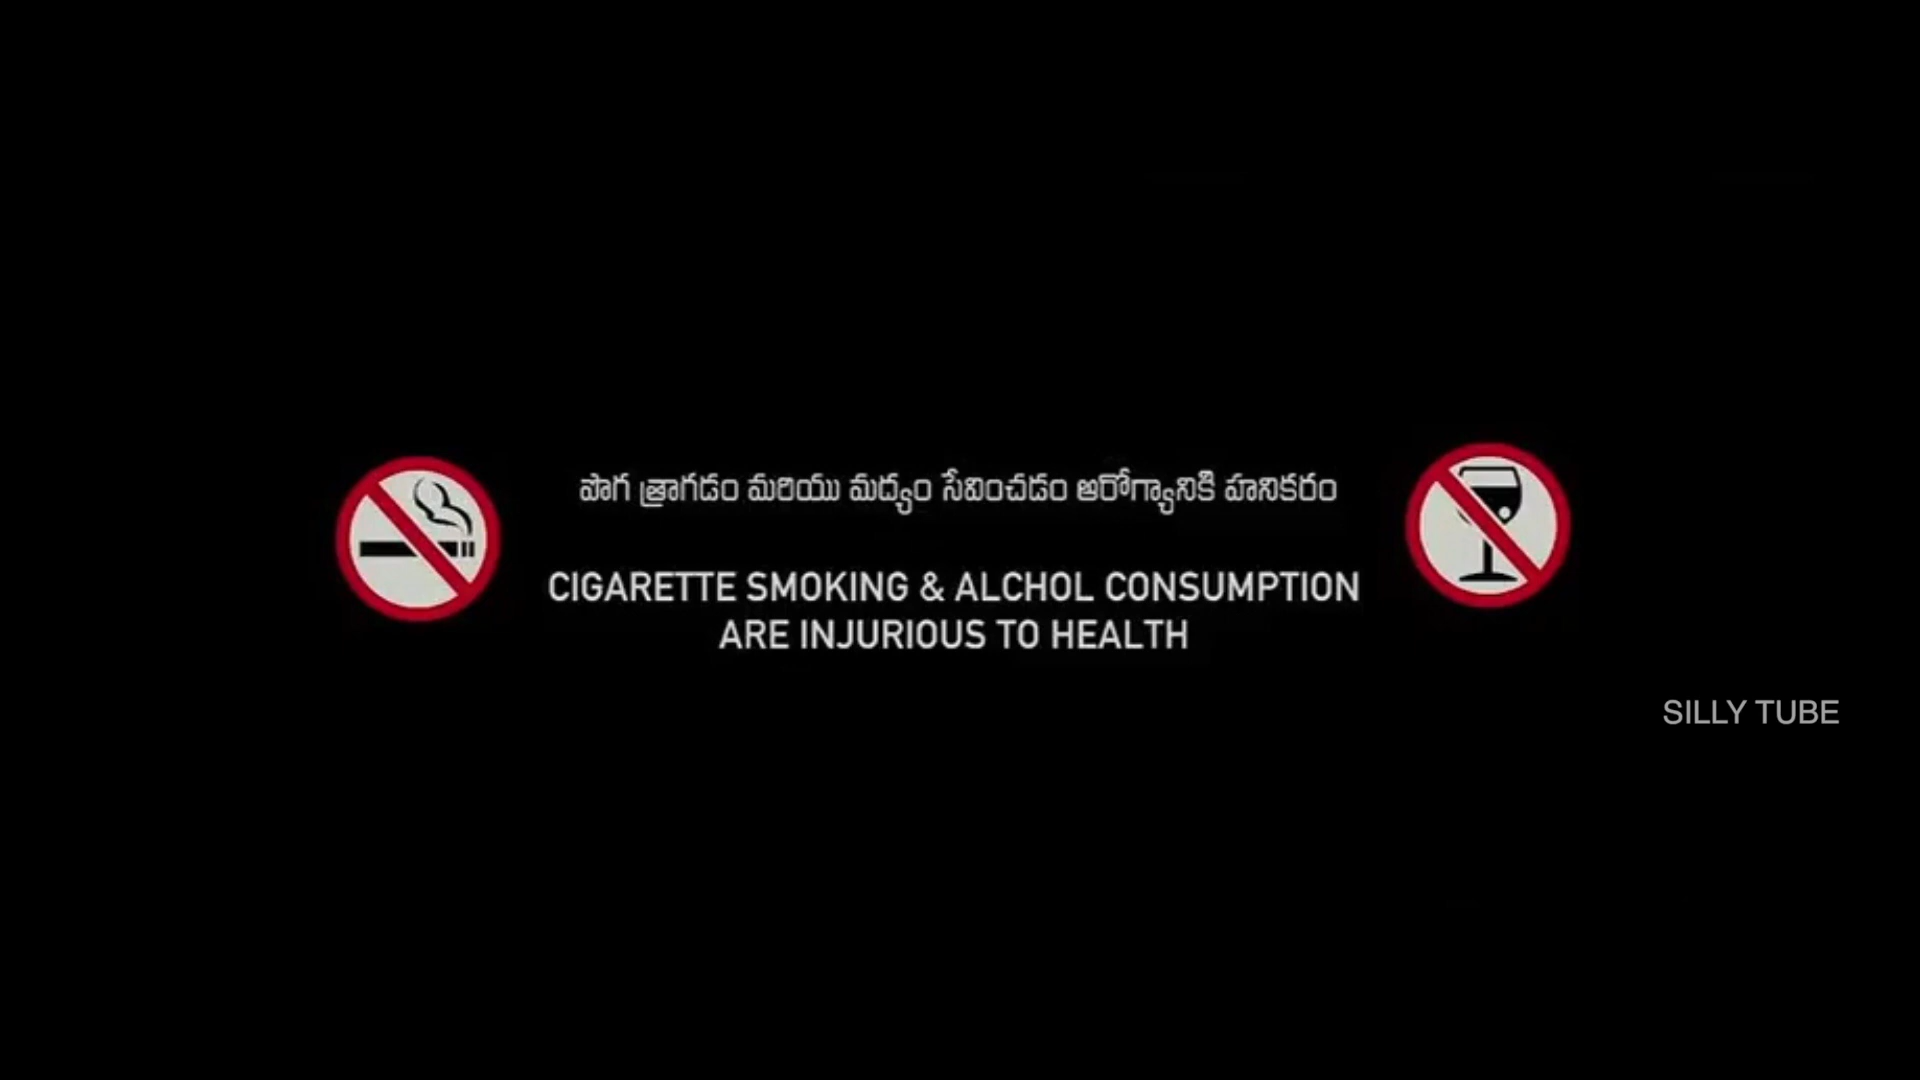 పొగ త్రాగడం మరియు మద్యం సేవించడం ఆరోగ్యానికి హానికరం
CIGARETTE SMOKING & ALCHOL CONSUMPTION
ARE INJURIOUS TO HEALTH
SILLY TUBE